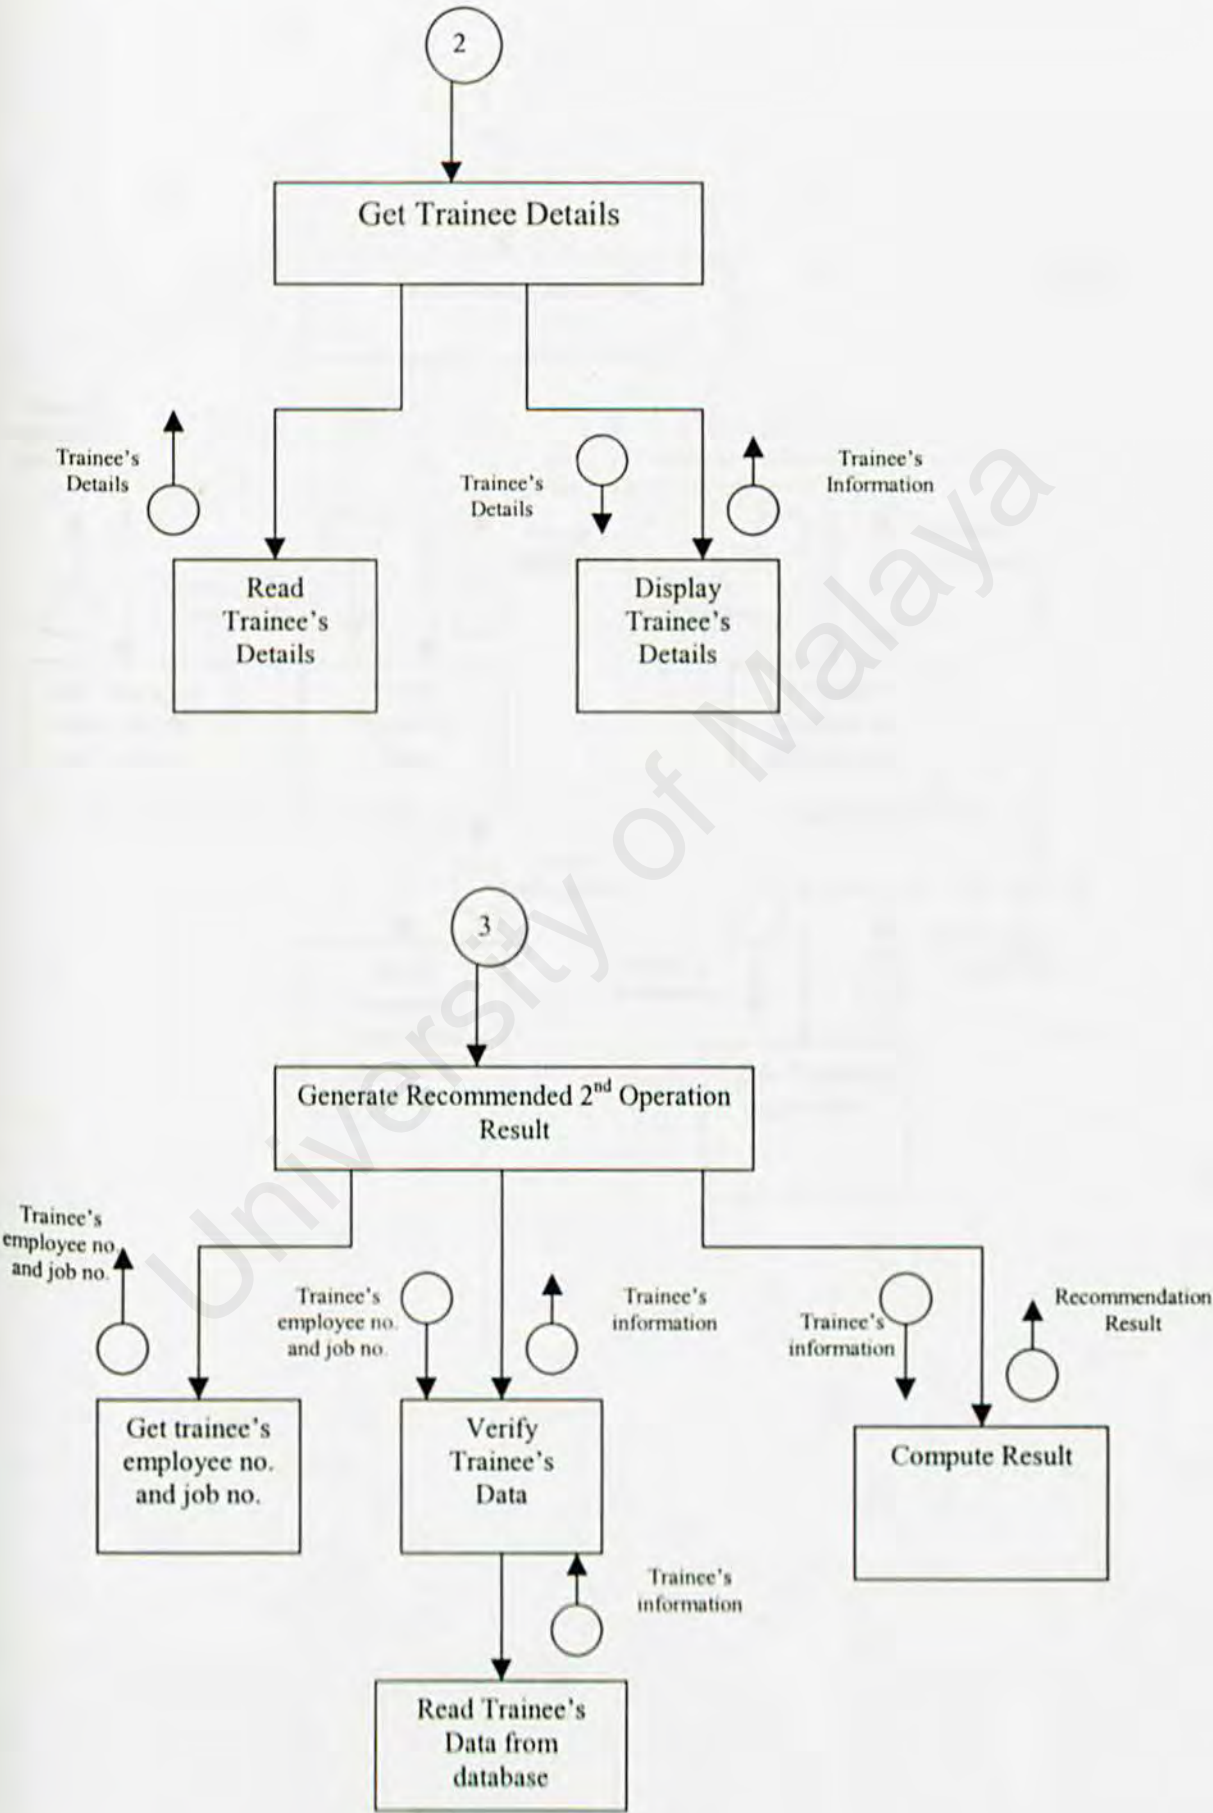 2
Get Trainee Details
Trainee's
Details
Trainee's
Details
Trainee's
Information
Read
Trainee's
Details
Display
Trainee's
Details
3
Generate Recommended 2nd Operation
Result
Trainee's
employee no.
and job no.
Trainee's
employee no.
and job no.
Trainee's
information
Trainee's
information
Recommendation
Result
Get trainee's
employee no.
and job no.
Verify
Trainee's
Data
Compute Result
Trainee's
information
Read Trainee's
Data from
database
University of Malaya